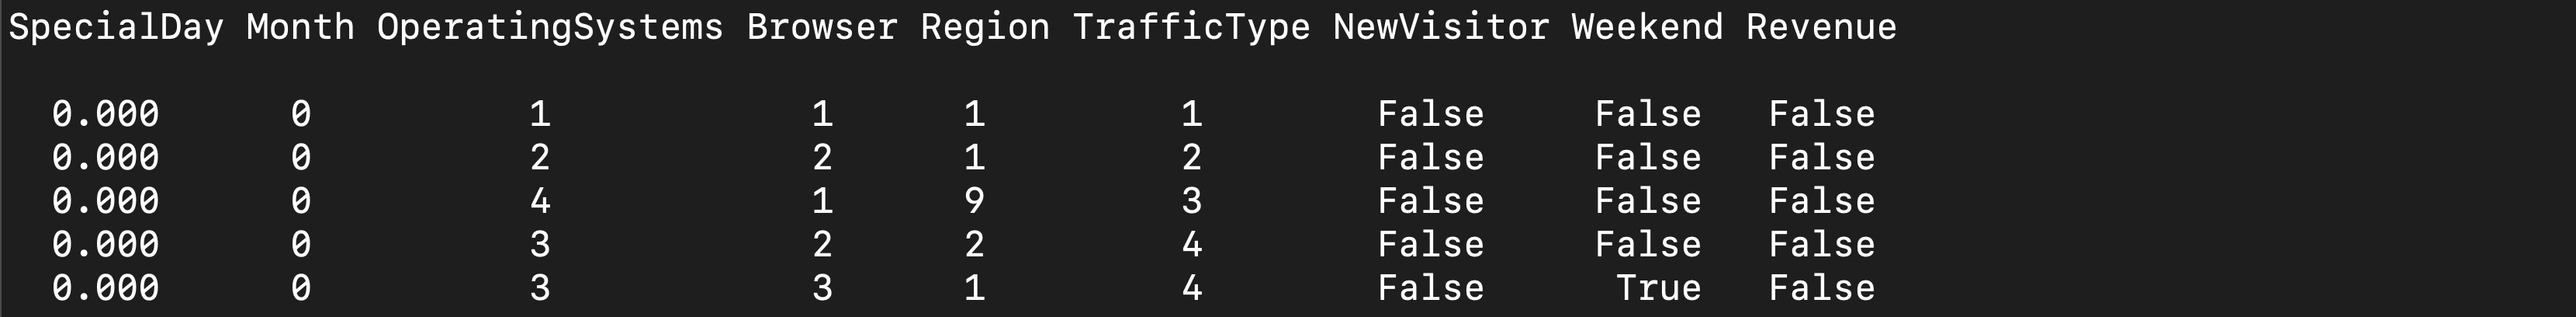 SpecialDay Month OperatingSystems Browser Region TrafficType NewVisitor Weekend Revenue
0.000 0 1 1 1 1 False False False
0.000 0 2 2 1 2 False False False
0.000 0 4 1 9 3 False False False
0.000 0 3 2 2 4 False False False
0.000 0 3 3 1 4 False True False